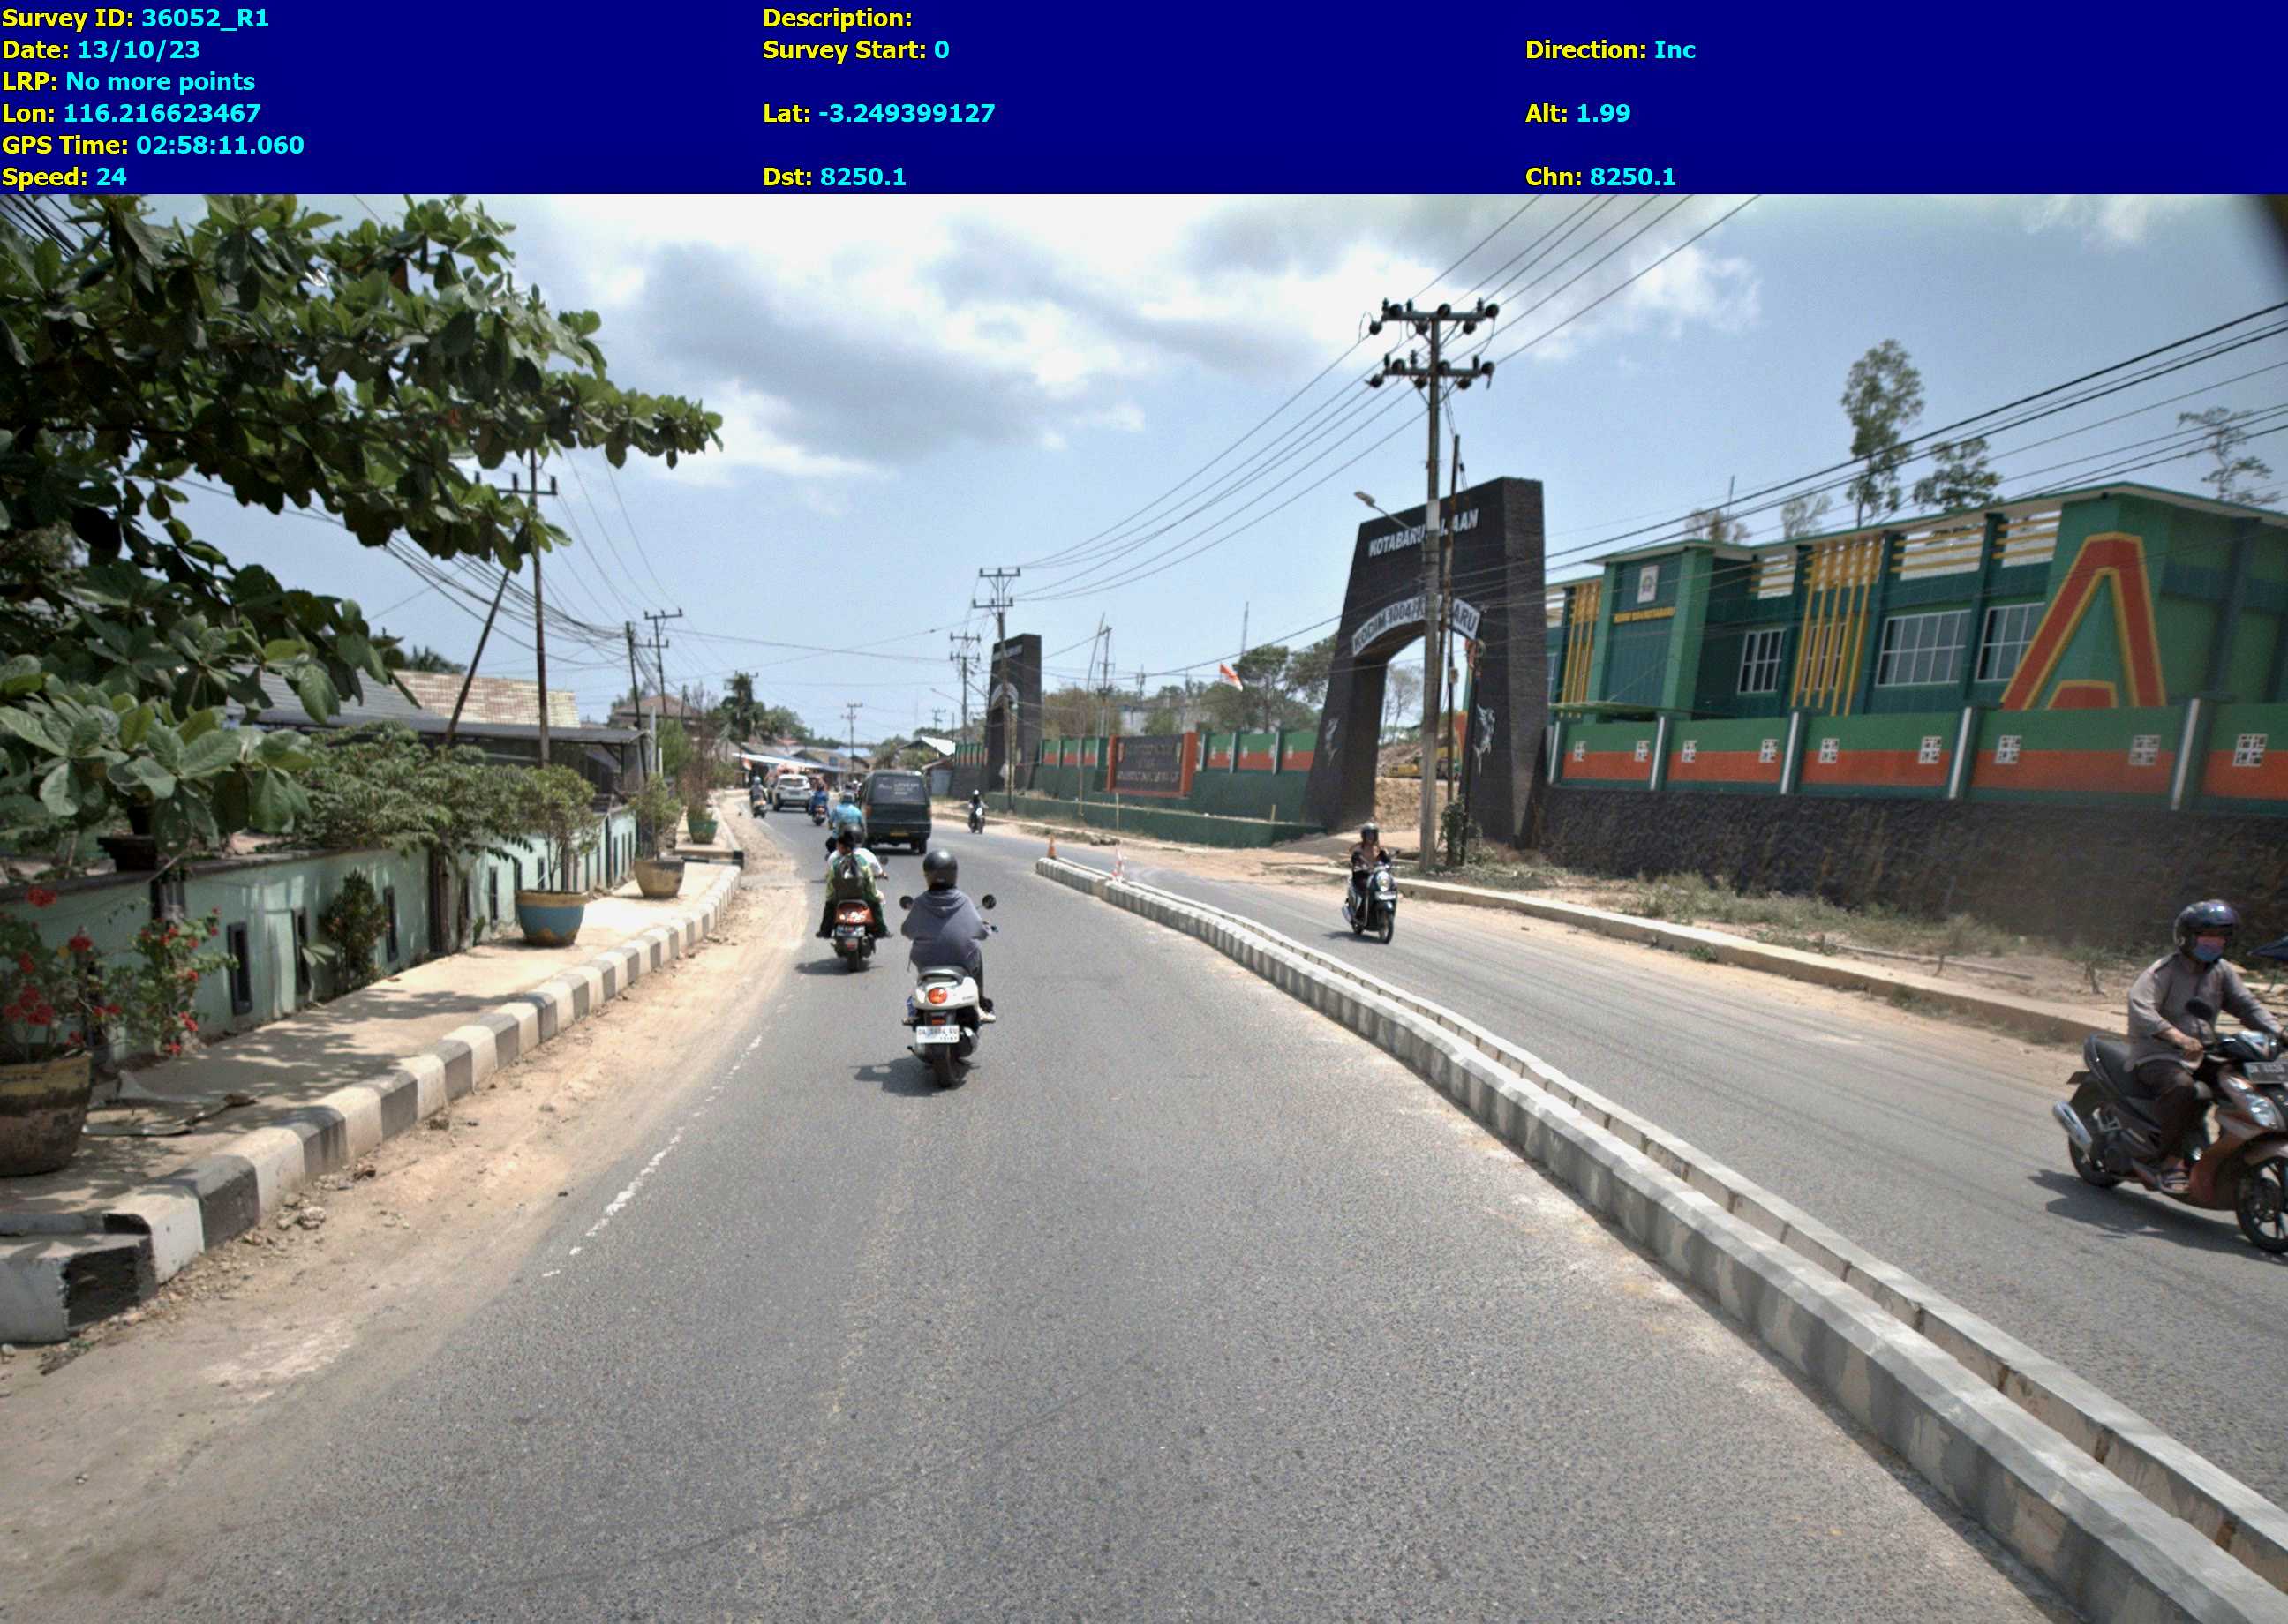 Survey ID: 36052_R1
Description:
Date: 13/10/23
Survey Start: 0
Direction: Inc
LRP: No more points
Lon: 116.216623467
Lat: -3.249399127
Alt: 1.99
GPS Time: 02:58:11.060
Speed: 24
Dst: 8250.1
Chn: 8250.1
KOTABARU
KODIM 1004
A